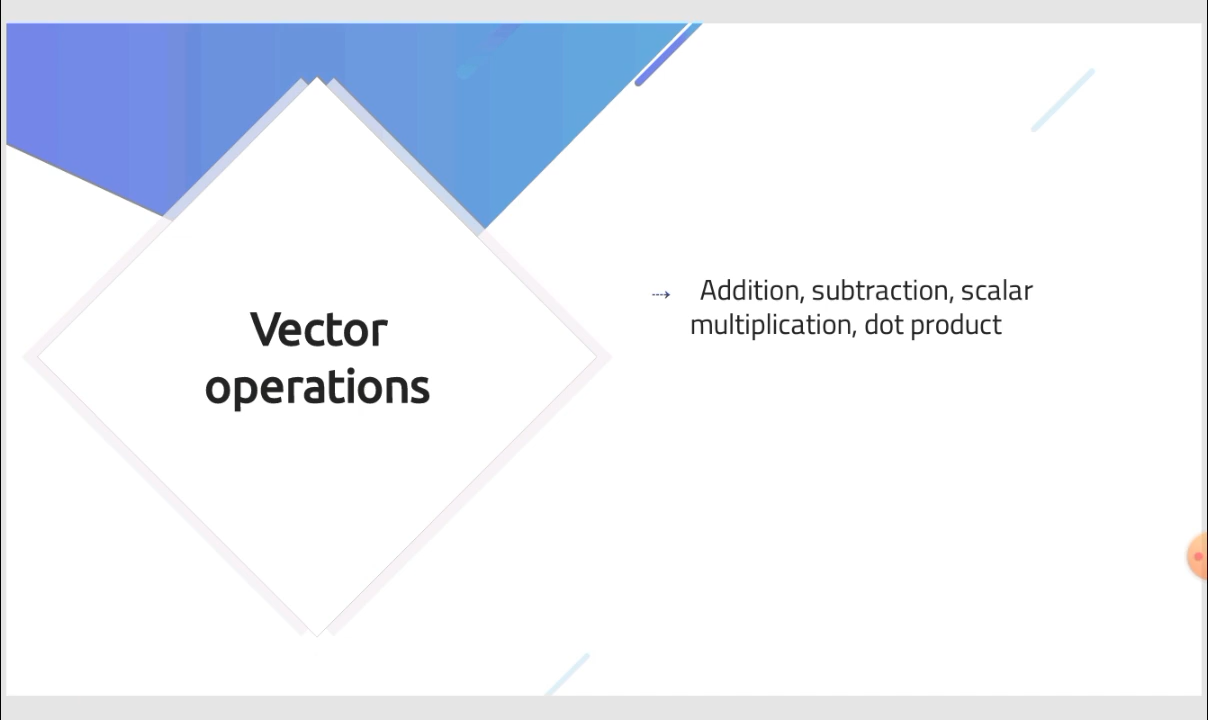 Vector
operations
Addition, subtraction, scalar
multiplication, dot product